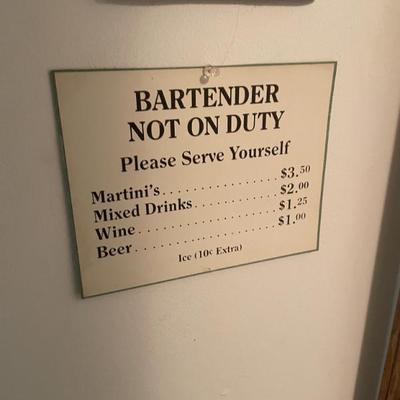 BARTENDER
NOT ON DUTY
Please Serve Yourself
Martini's................$3.50
Mixed Drinks............$2.00
Wine....................$1.25
Beer....................$1.00
Ice (10¢ Extra)